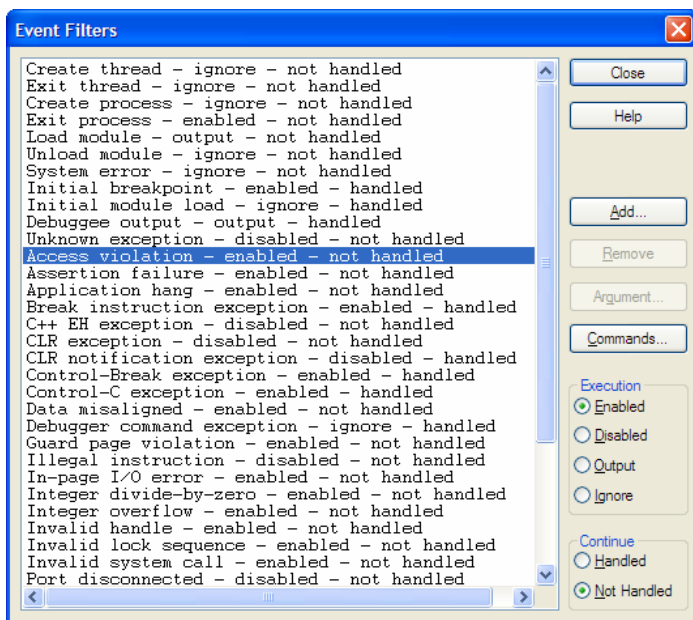 Event Filters
Create thread - ignore - not handled
Exit thread - ignore - not handled
Create process - ignore - not handled
Exit process - enabled - not handled
Load module - output - not handled
Unload module - ignore - not handled
System error - ignore - not handled
Initial breakpoint - enabled - handled
Initial module load - ignore - handled
Debuggee output - output - handled
Unknown exception - disabled - not handled
Access violation - enabled - not handled
Assertion failure - enabled - not handled
Application hang - enabled - not handled
Break instruction exception - enabled - handled
C++ EH exception - disabled - not handled
CLR exception - disabled - not handled
CLR notification exception - disabled - handled
Control-Break exception - enabled - handled
Control-C exception - enabled - handled
Data misaligned - enabled - not handled
Debugger command exception - ignore - handled
Guard page violation - enabled - not handled
Illegal instruction - disabled - not handled
In-page I/O error - enabled - not handled
Integer divide-by-zero - enabled - not handled
Integer overflow - enabled - not handled
Invalid handle - enabled - not handled
Invalid lock sequence - enabled - not handled
Invalid system call - enabled - not handled
Port disconnected - disabled - not handled
Close
Help
Add...
Remove
Argument...
Commands...
Execution
Enabled
Disabled
Output
Ignore
Continue
Handled
Not Handled